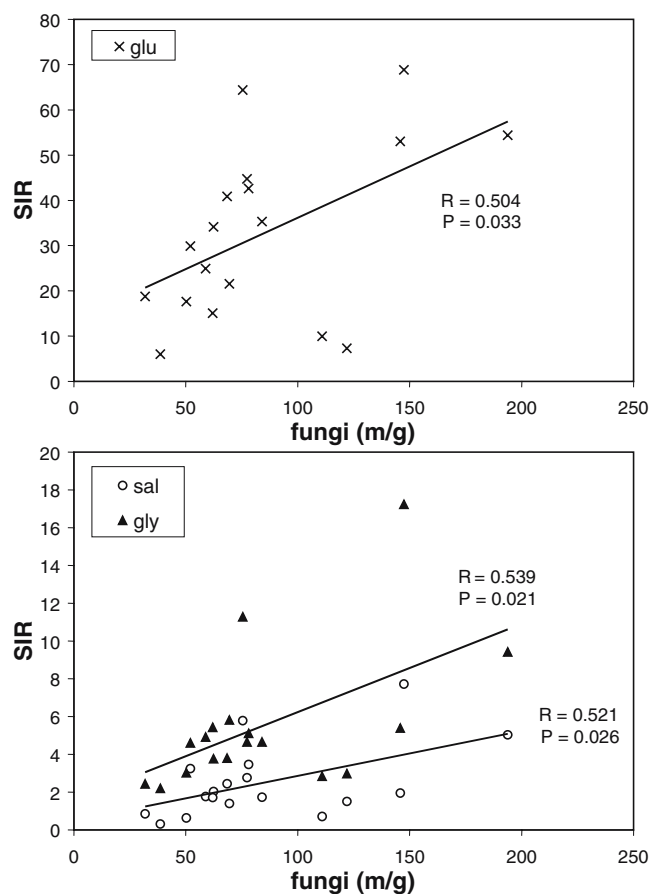 80
70
60
50
40
30
20
10
0
SIR
glu
R = 0.504
P = 0.033
0 50 100 150 200 250
fungi (m/g)
20
18
16
14
12
10
8
6
4
2
0
SIR
sal
gly
R = 0.539
P = 0.021
R = 0.521
P = 0.026
0 50 100 150 200 250
fungi (m/g)